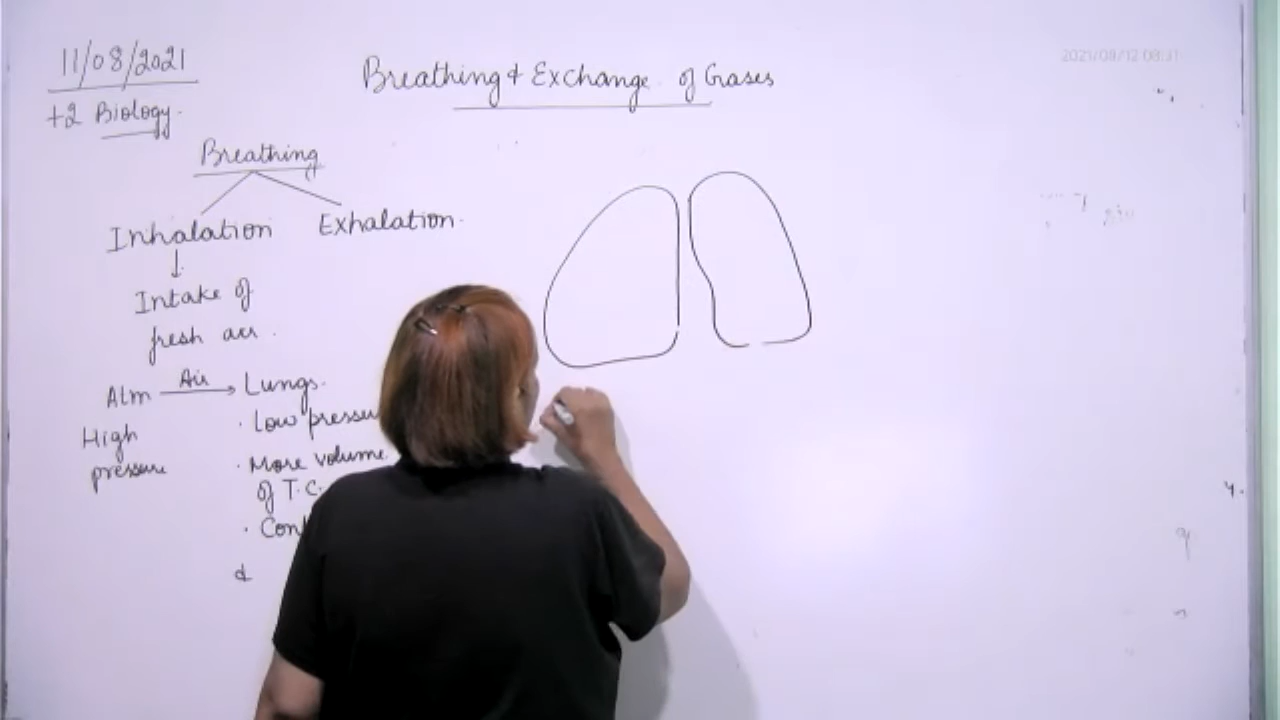 11/08/2021
+2 Biology.
Breathing & Exchange of Gases
2021/08/12 08:31
Breathing
Inhalation Exhalation.
↓
Intake of
fresh air.
Atm Air → Lungs.
High
pressure
· Low pressu
· More volume
of T.C.
· Cont
&